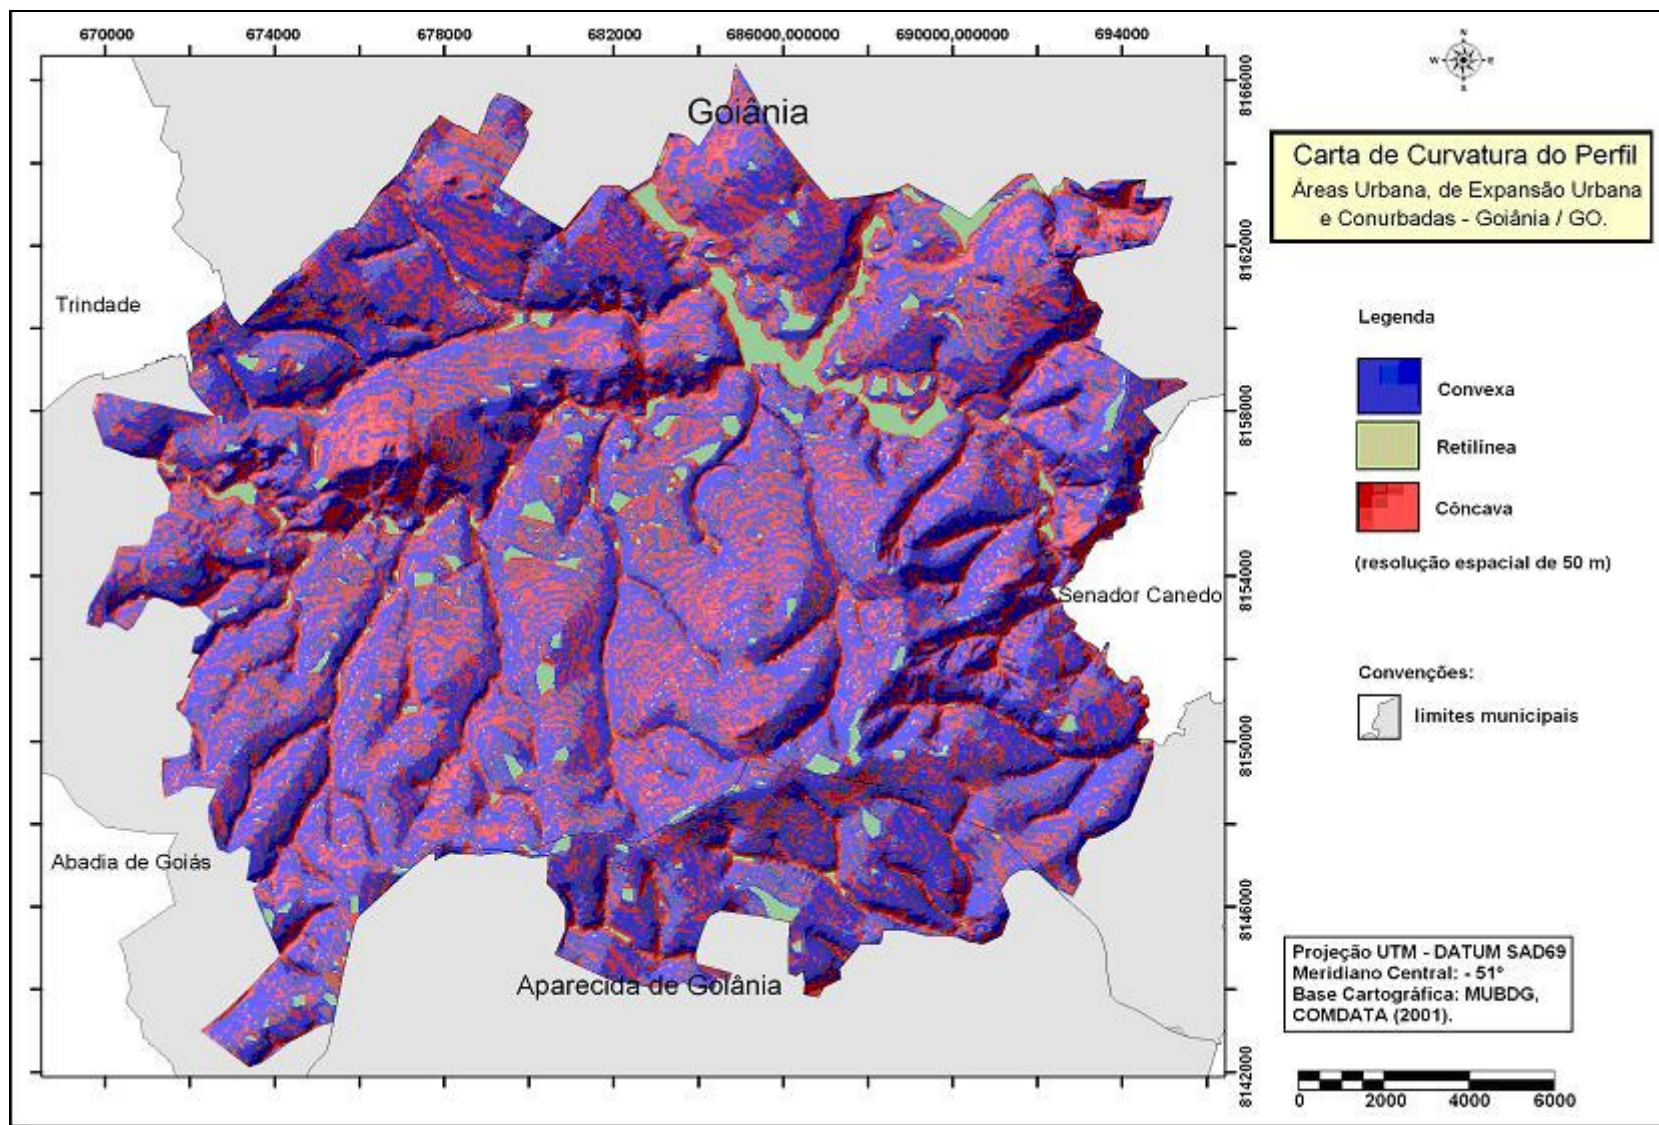 670000 674000 678000 682000 686000,000000 690000,000000 694000
N
W E
S
8166000
8162000
8158000
8154000
8150000
8146000
8142000
Goiânia
Trindade
Senador Canedo
Abadia de Goiás
Aparecida de Goiânia
Carta de Curvatura do Perfil
Áreas Urbana, de Expansão Urbana
e Conurbadas - Goiânia / GO.
Legenda
Convexa
Retilínea
Côncava
(resolução espacial de 50 m)
Convenções:
limites municipais
Projeção UTM - DATUM SAD69
Meridiano Central: - 51º
Base Cartográfica: MUBDG,
COMDATA (2001).
0 2000 4000 6000